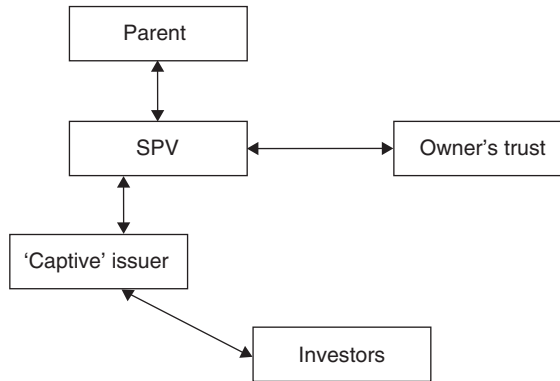 Parent
SPV
Owner’s trust
‘Captive’ issuer
Investors